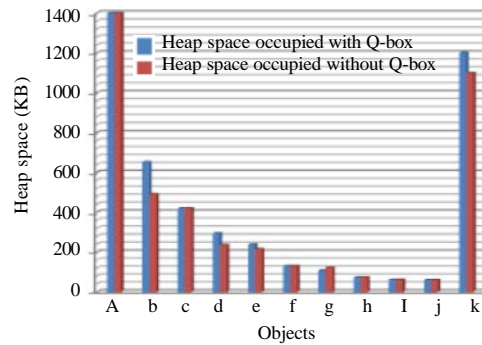 1400
1200
1000
800
600
400
200
0
Heap space (KB)
Heap space occupied with Q-box
Heap space occupied without Q-box
A b c d e f g h I j k
Objects